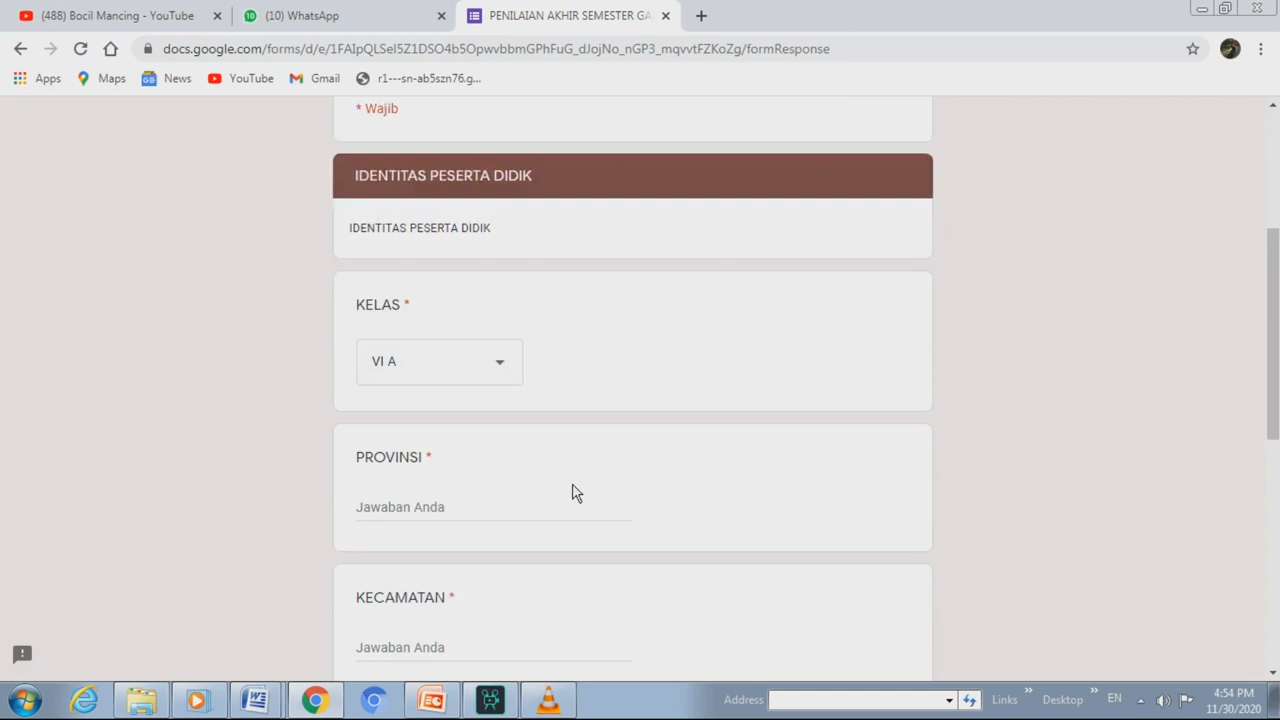 (488) Bocil Mancing - YouTube
(10) WhatsApp
PENILAIAN AKHIR SEMESTER GA
docs.google.com/forms/d/e/1FAIpQLSel5Z1DSO4b5OpwvbbmGPhFuG_dJojNo_nGP3_mqvvtFZKoZg/formResponse
Apps
Maps
News
YouTube
Gmail
r1---sn-ab5szn76.g...
* Wajib
IDENTITAS PESERTA DIDIK
IDENTITAS PESERTA DIDIK
KELAS *
VI A
PROVINSI *
Jawaban Anda
KECAMATAN *
Jawaban Anda
Address
Links
Desktop
EN
4:54 PM
11/30/2020